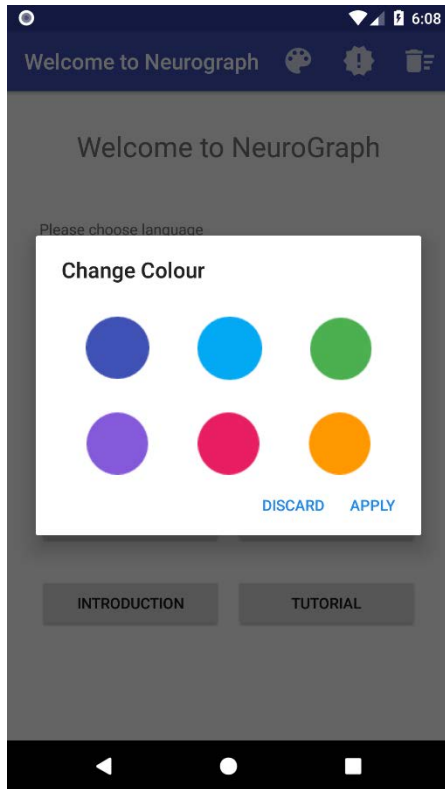 6:08
Welcome to Neurograph
Welcome to NeuroGraph
Please choose language
Change Colour
DISCARD APPLY
INTRODUCTION TUTORIAL